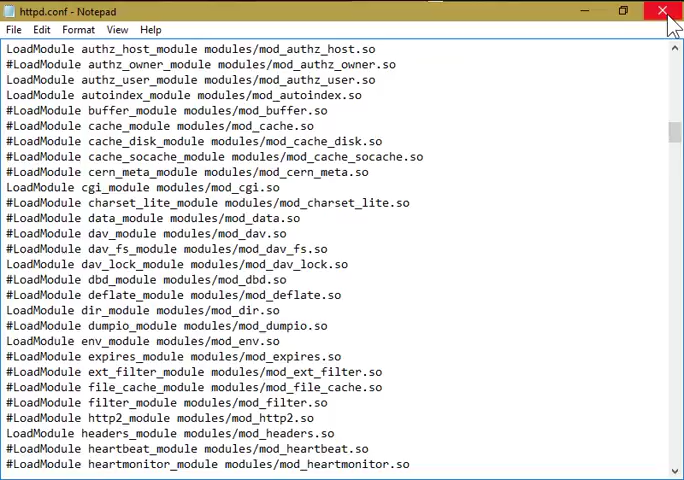 httpd.conf - Notepad
File Edit Format View Help
LoadModule authz_host_module modules/mod_authz_host.so
#LoadModule authz_owner_module modules/mod_authz_owner.so
LoadModule authz_user_module modules/mod_authz_user.so
LoadModule autoindex_module modules/mod_autoindex.so
#LoadModule buffer_module modules/mod_buffer.so
#LoadModule cache_module modules/mod_cache.so
#LoadModule cache_disk_module modules/mod_cache_disk.so
#LoadModule cache_socache_module modules/mod_cache_socache.so
#LoadModule cern_meta_module modules/mod_cern_meta.so
LoadModule cgi_module modules/mod_cgi.so
#LoadModule charset_lite_module modules/mod_charset_lite.so
#LoadModule data_module modules/mod_data.so
#LoadModule dav_module modules/mod_dav.so
#LoadModule dav_fs_module modules/mod_dav_fs.so
LoadModule dav_lock_module modules/mod_dav_lock.so
#LoadModule dbd_module modules/mod_dbd.so
#LoadModule deflate_module modules/mod_deflate.so
LoadModule dir_module modules/mod_dir.so
#LoadModule dumpio_module modules/mod_dumpio.so
LoadModule env_module modules/mod_env.so
#LoadModule expires_module modules/mod_expires.so
#LoadModule ext_filter_module modules/mod_ext_filter.so
#LoadModule file_cache_module modules/mod_file_cache.so
#LoadModule filter_module modules/mod_filter.so
#LoadModule http2_module modules/mod_http2.so
LoadModule headers_module modules/mod_headers.so
#LoadModule heartbeat_module modules/mod_heartbeat.so
#LoadModule heartmonitor_module modules/mod_heartmonitor.so